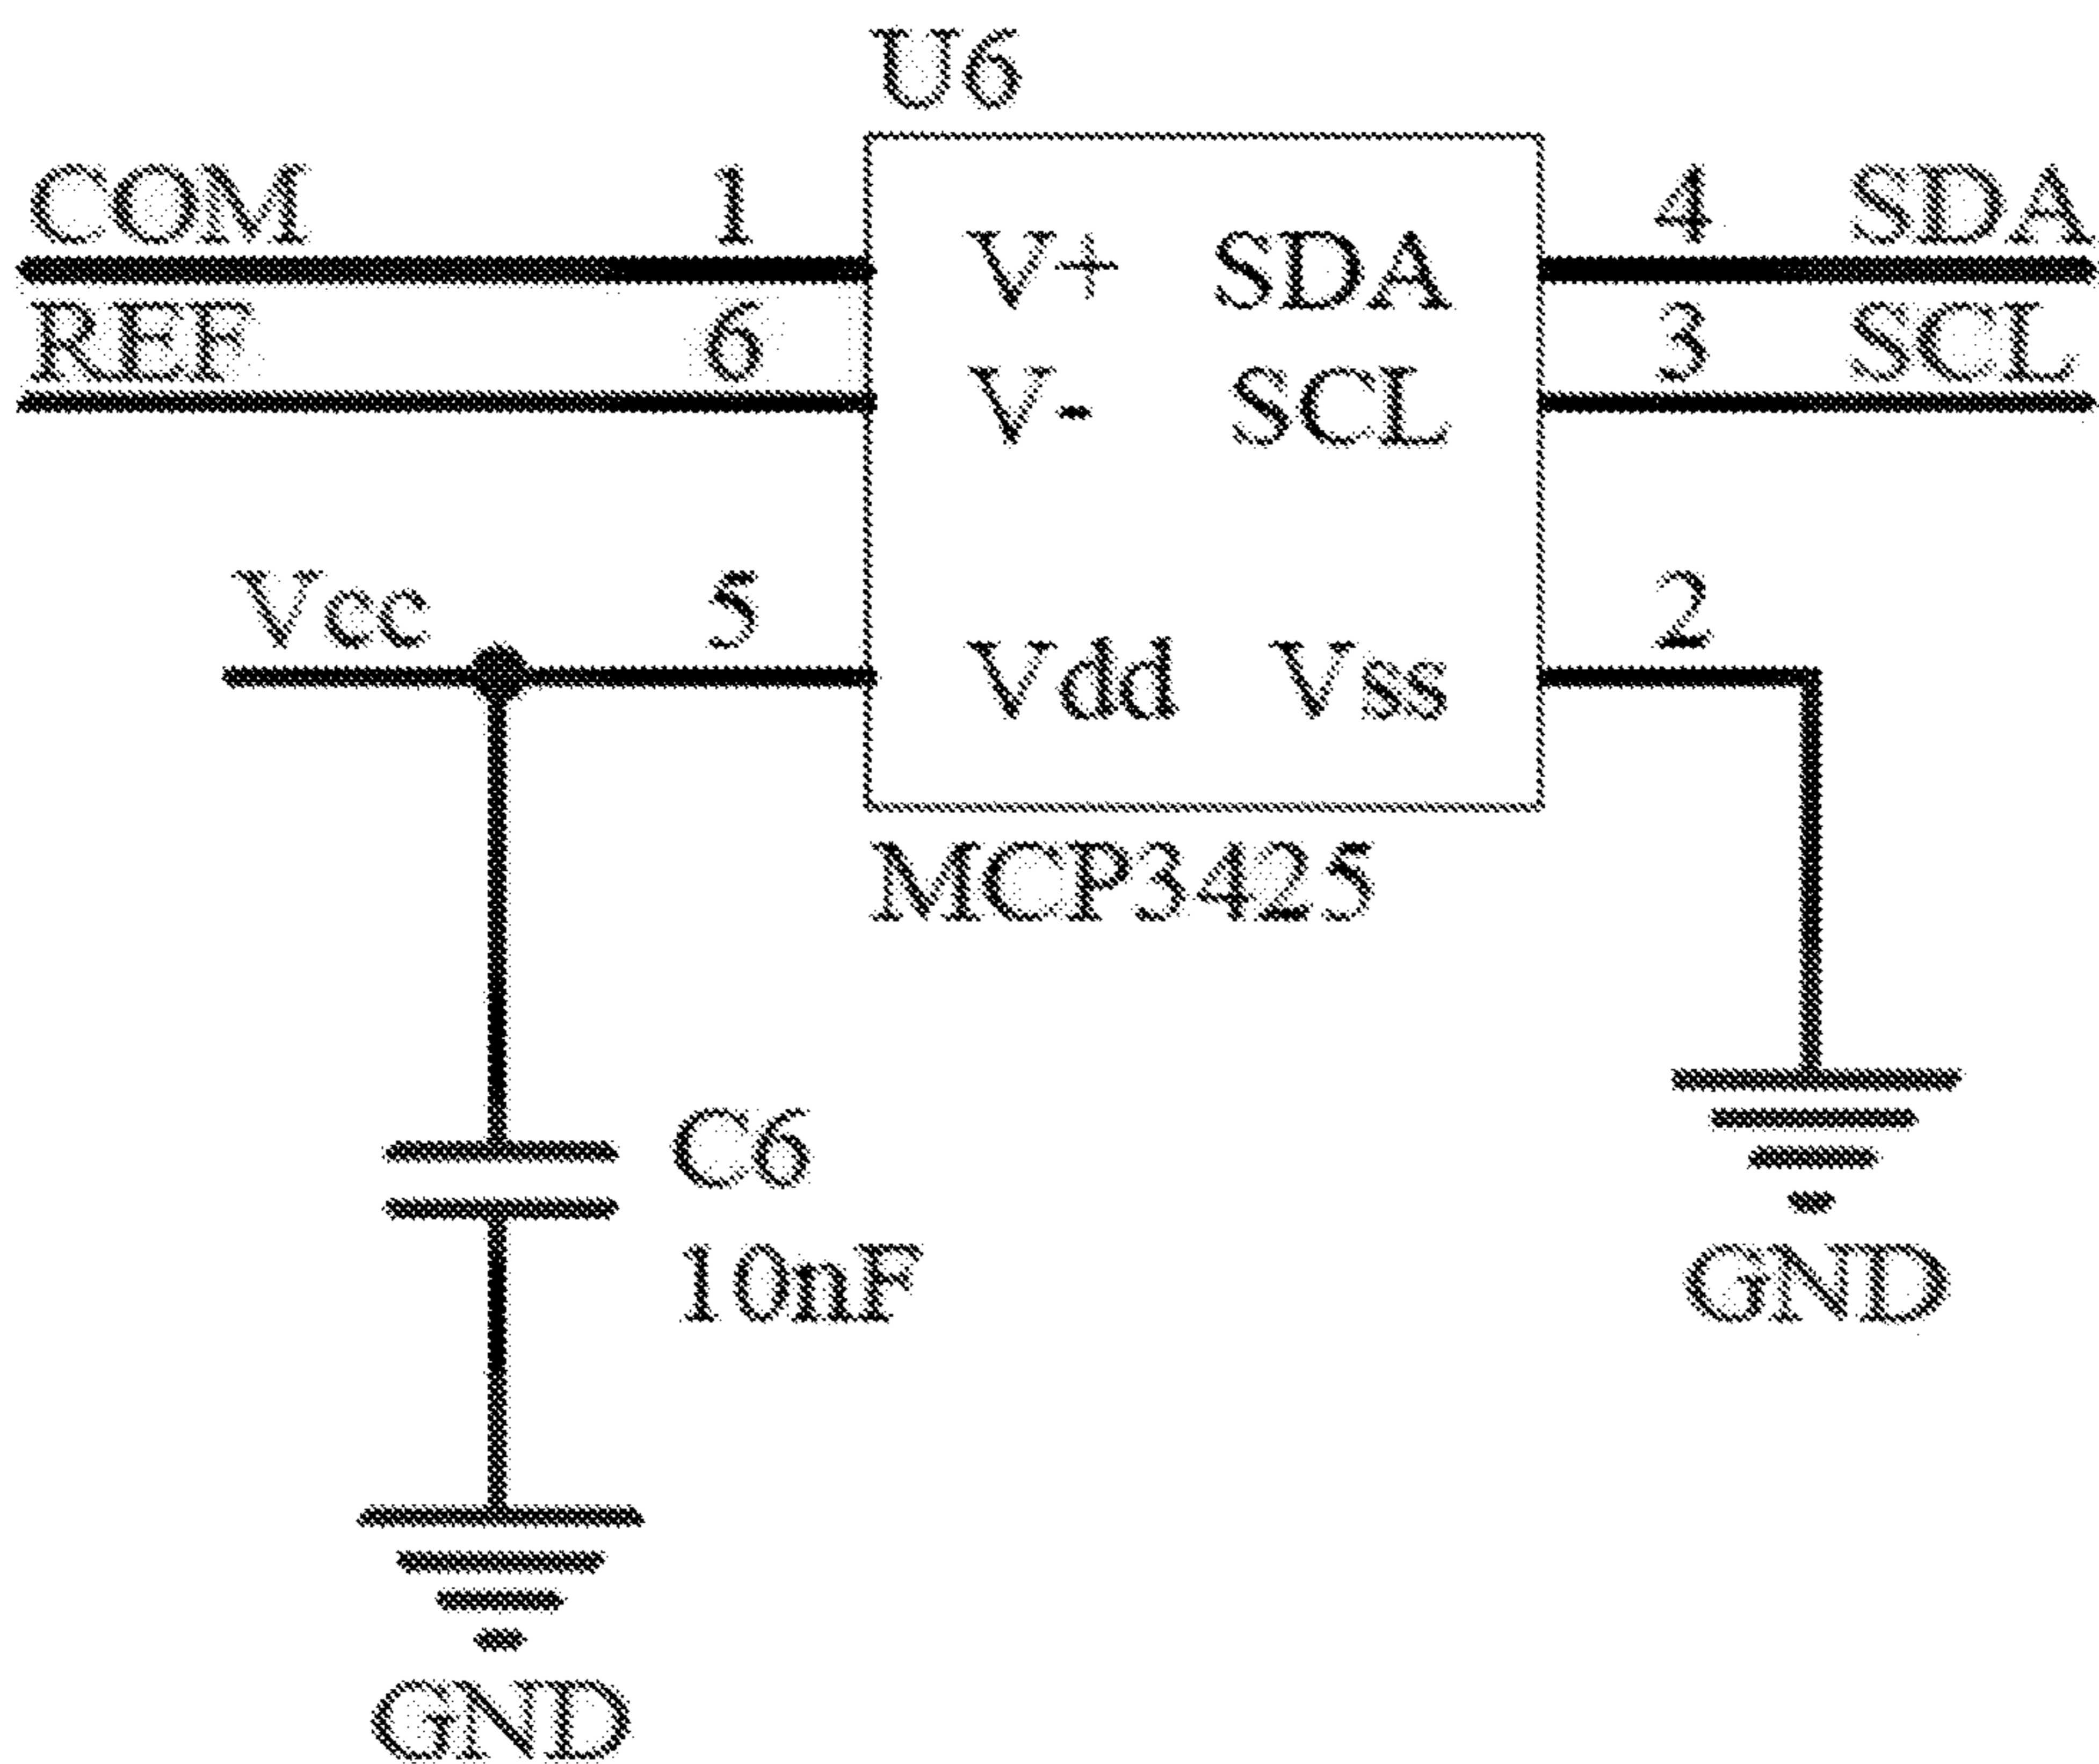 U6
COM 1 V+ SDA 4 SDA
REF 6 V- SCL 3 SCL
Vcc 5 Vdd Vss 2
MCP3425
C6
10nF
GND
GND